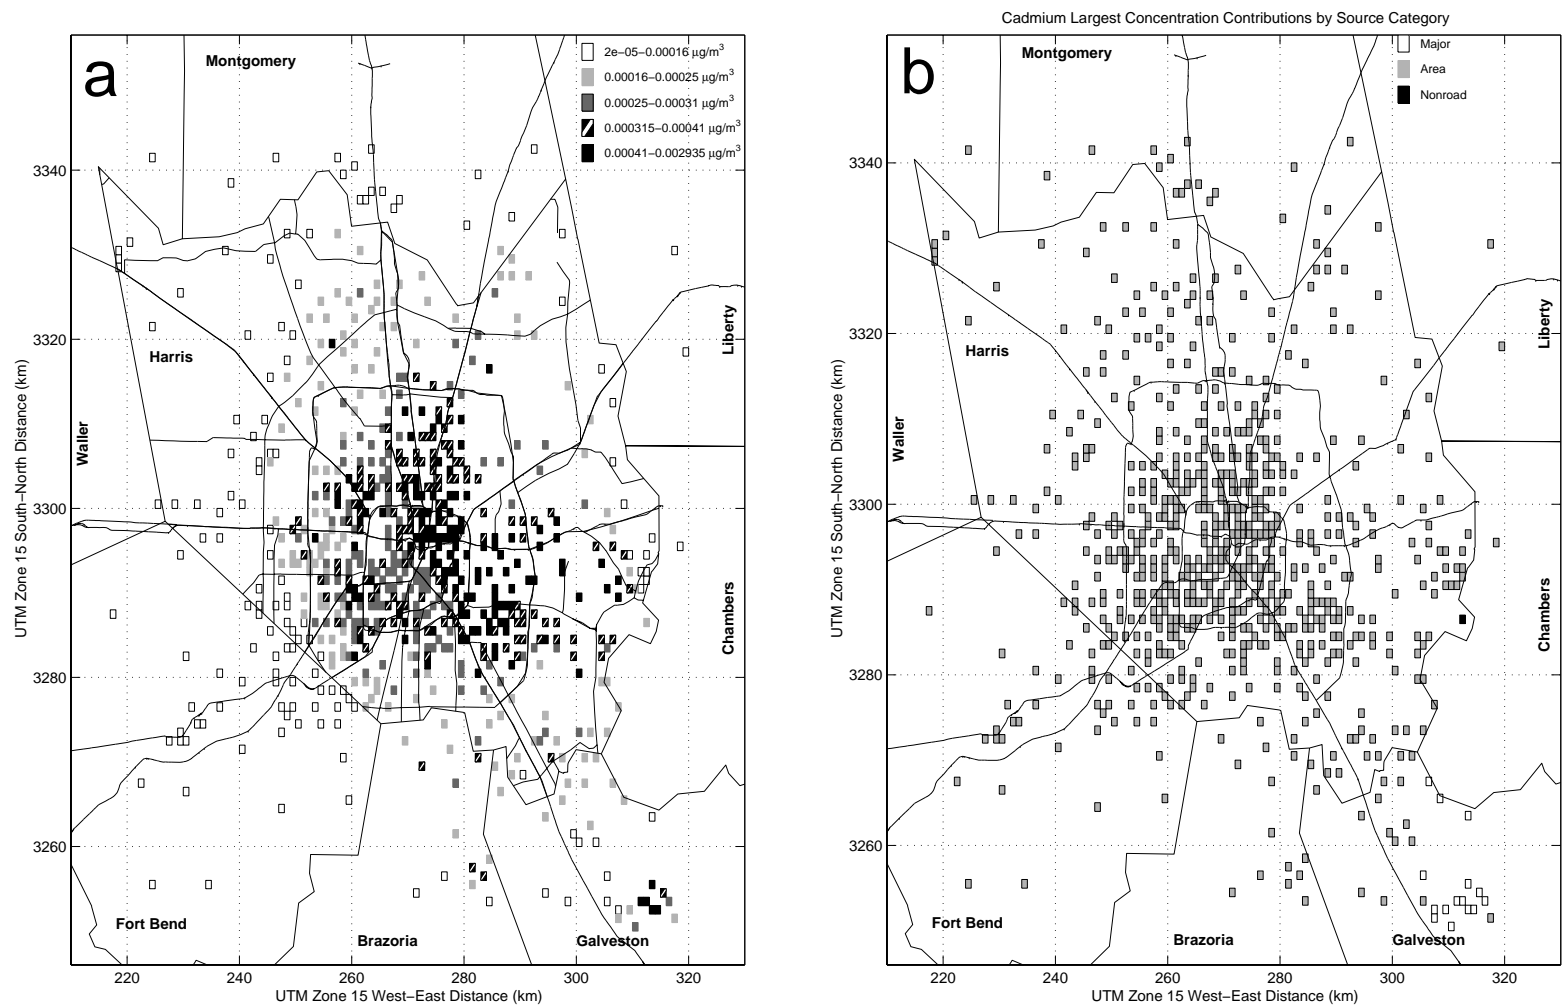 Cadmium Largest Concentration Contributions by Source Category
a
Montgomery
2e−05−0.00016 μg/m3
0.00016−0.00025 μg/m3
0.00025−0.00031 μg/m3
0.000315−0.00041 μg/m3
0.00041−0.002935 μg/m3
Harris
Waller
Liberty
Chambers
Fort Bend
Brazoria
Galveston
3340
3320
3300
3280
3260
220 240 260 280 300 320
UTM Zone 15 South−North Distance (km)
UTM Zone 15 West−East Distance (km)
b
Montgomery
Major
Area
Nonroad
Harris
Waller
Liberty
Chambers
Fort Bend
Brazoria
Galveston
3340
3320
3300
3280
3260
220 240 260 280 300 320
UTM Zone 15 South−North Distance (km)
UTM Zone 15 West−East Distance (km)